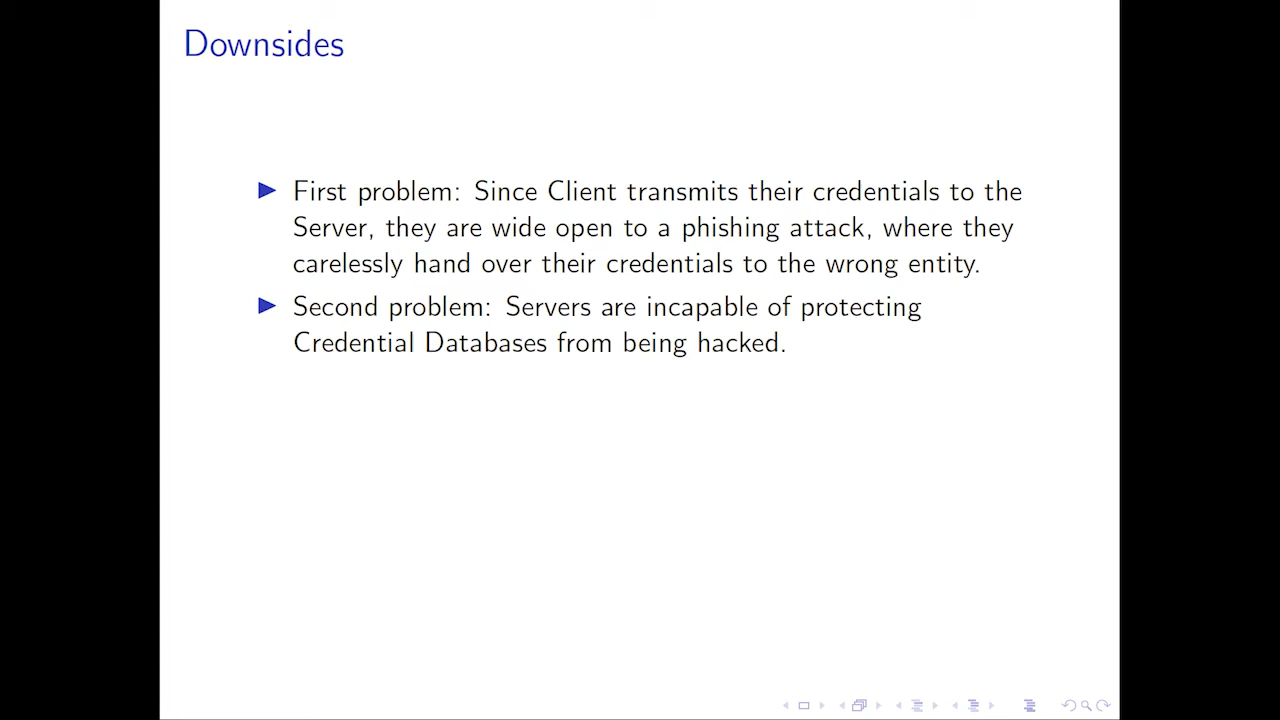 Downsides
First problem: Since Client transmits their credentials to the
Server, they are wide open to a phishing attack, where they
carelessly hand over their credentials to the wrong entity.
Second problem: Servers are incapable of protecting
Credential Databases from being hacked.